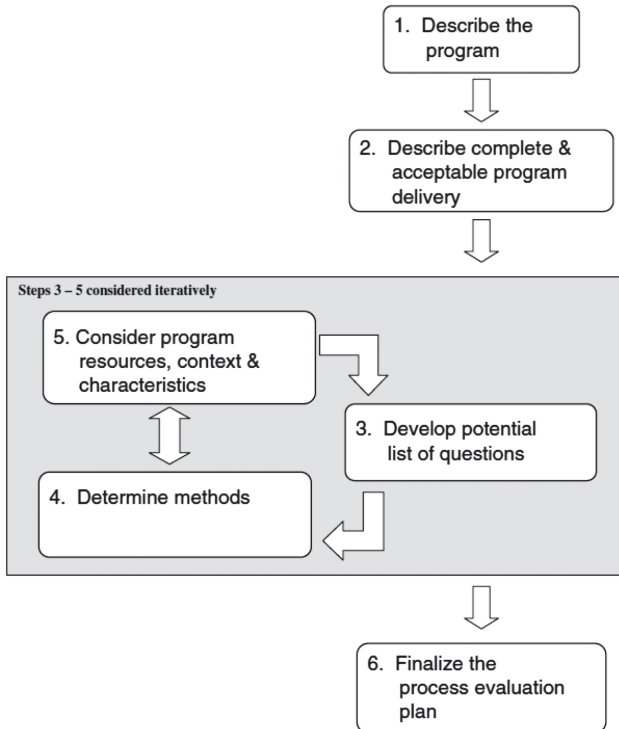 1. Describe the
program
2. Describe complete &
acceptable program
delivery
Steps 3 – 5 considered iteratively
5. Consider program
resources, context &
characteristics
3. Develop potential
list of questions
4. Determine methods
6. Finalize the
process evaluation
plan